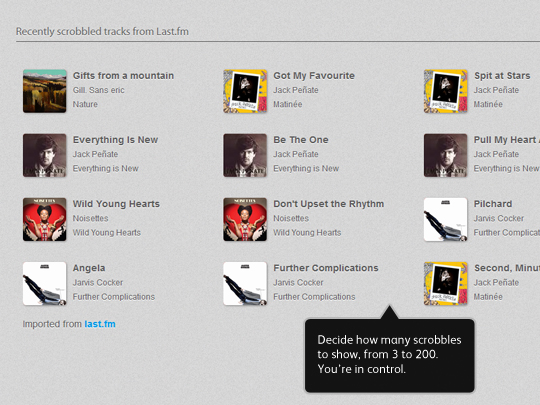 Recently scrobbled tracks from Last.fm
Gifts from a mountain
Gill. Sans eric
Nature
Got My Favourite
Jack Peñate
Matinée
Spit at Stars
Jack Peñate
Matinée
Everything Is New
Jack Peñate
Everything is New
Be The One
Jack Peñate
Everything is New
Pull My Heart
Jack Peñate
Everything is New
Wild Young Hearts
Noisettes
Wild Young Hearts
Don't Upset the Rhythm
Noisettes
Wild Young Hearts
Pilchard
Jarvis Cocker
Further Complications
Angela
Jarvis Cocker
Further Complications
Further Complications
Jarvis Cocker
Further Complications
Second, Minut
Jack Peñate
Matinée
Imported from last.fm
Decide how many scrobbles
to show, from 3 to 200.
You're in control.